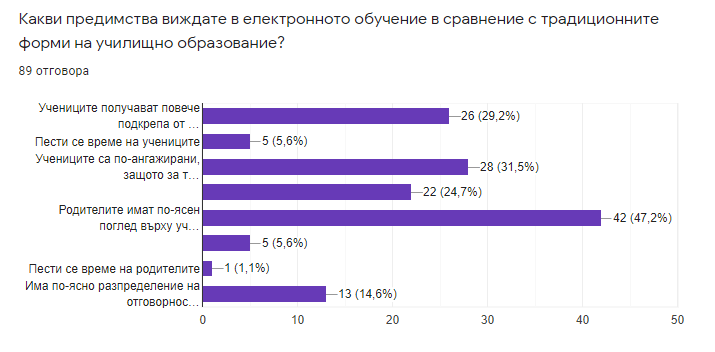 Какви предимства виждате в електронното обучение в сравнение с традиционните
форми на училищно образование?
89 отговора
Учениците получават повече
подкрепа от ...
26 (29,2%)
Пести се време на учениците
5 (5,6%)
Учениците са по-ангажирани,
защото за т...
28 (31,5%)
22 (24,7%)
Родителите имат по-ясен
поглед върху уч...
42 (47,2%)
5 (5,6%)
Пести се време на родителите
1 (1,1%)
Има по-ясно разпределение на
отговорнос...
13 (14,6%)
0 10 20 30 40 50